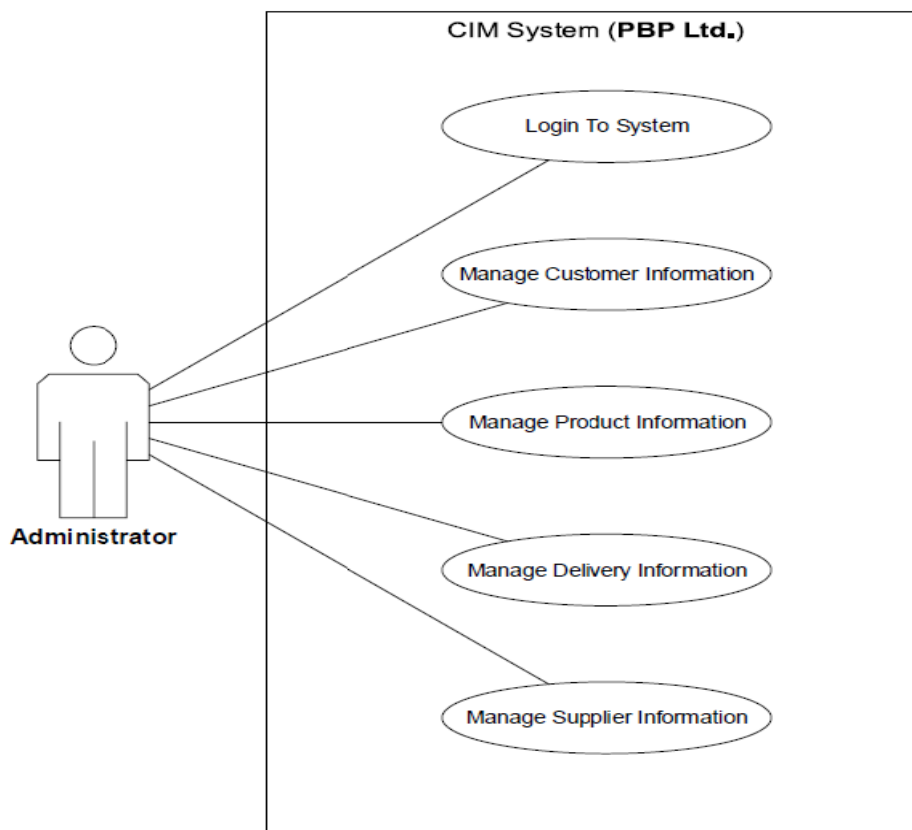 CIM System (PBP Ltd.)
Login To System
Manage Customer Information
Manage Product Information
Administrator
Manage Delivery Information
Manage Supplier Information